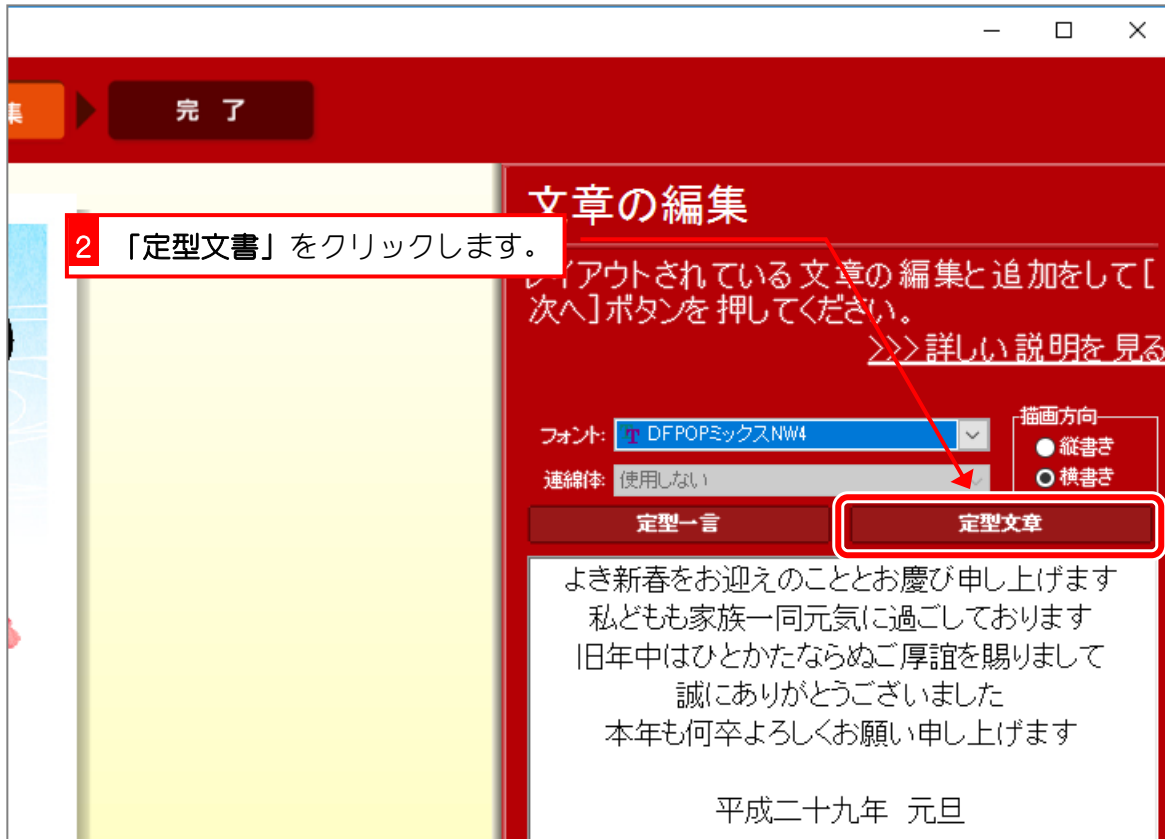 集
完 了
文章の編集
2 「定型文書」をクリックします。
レイアウトされている文章の編集と追加をして[
次へ]ボタンを押してください。
>>>詳しい説明を見る
フォント: DFPOPミックスNW4
描画方向
縦書き
連綿体: 使用しない
横書き
定型一言
定型文章
よき新春をお迎えのこととお慶び申し上げます
私どもも家族一同元気に過ごしております
旧年中はひとかたならぬご厚誼を賜りまして
誠にありがとうございました
本年も何卒よろしくお願い申し上げます
平成二十九年 元旦